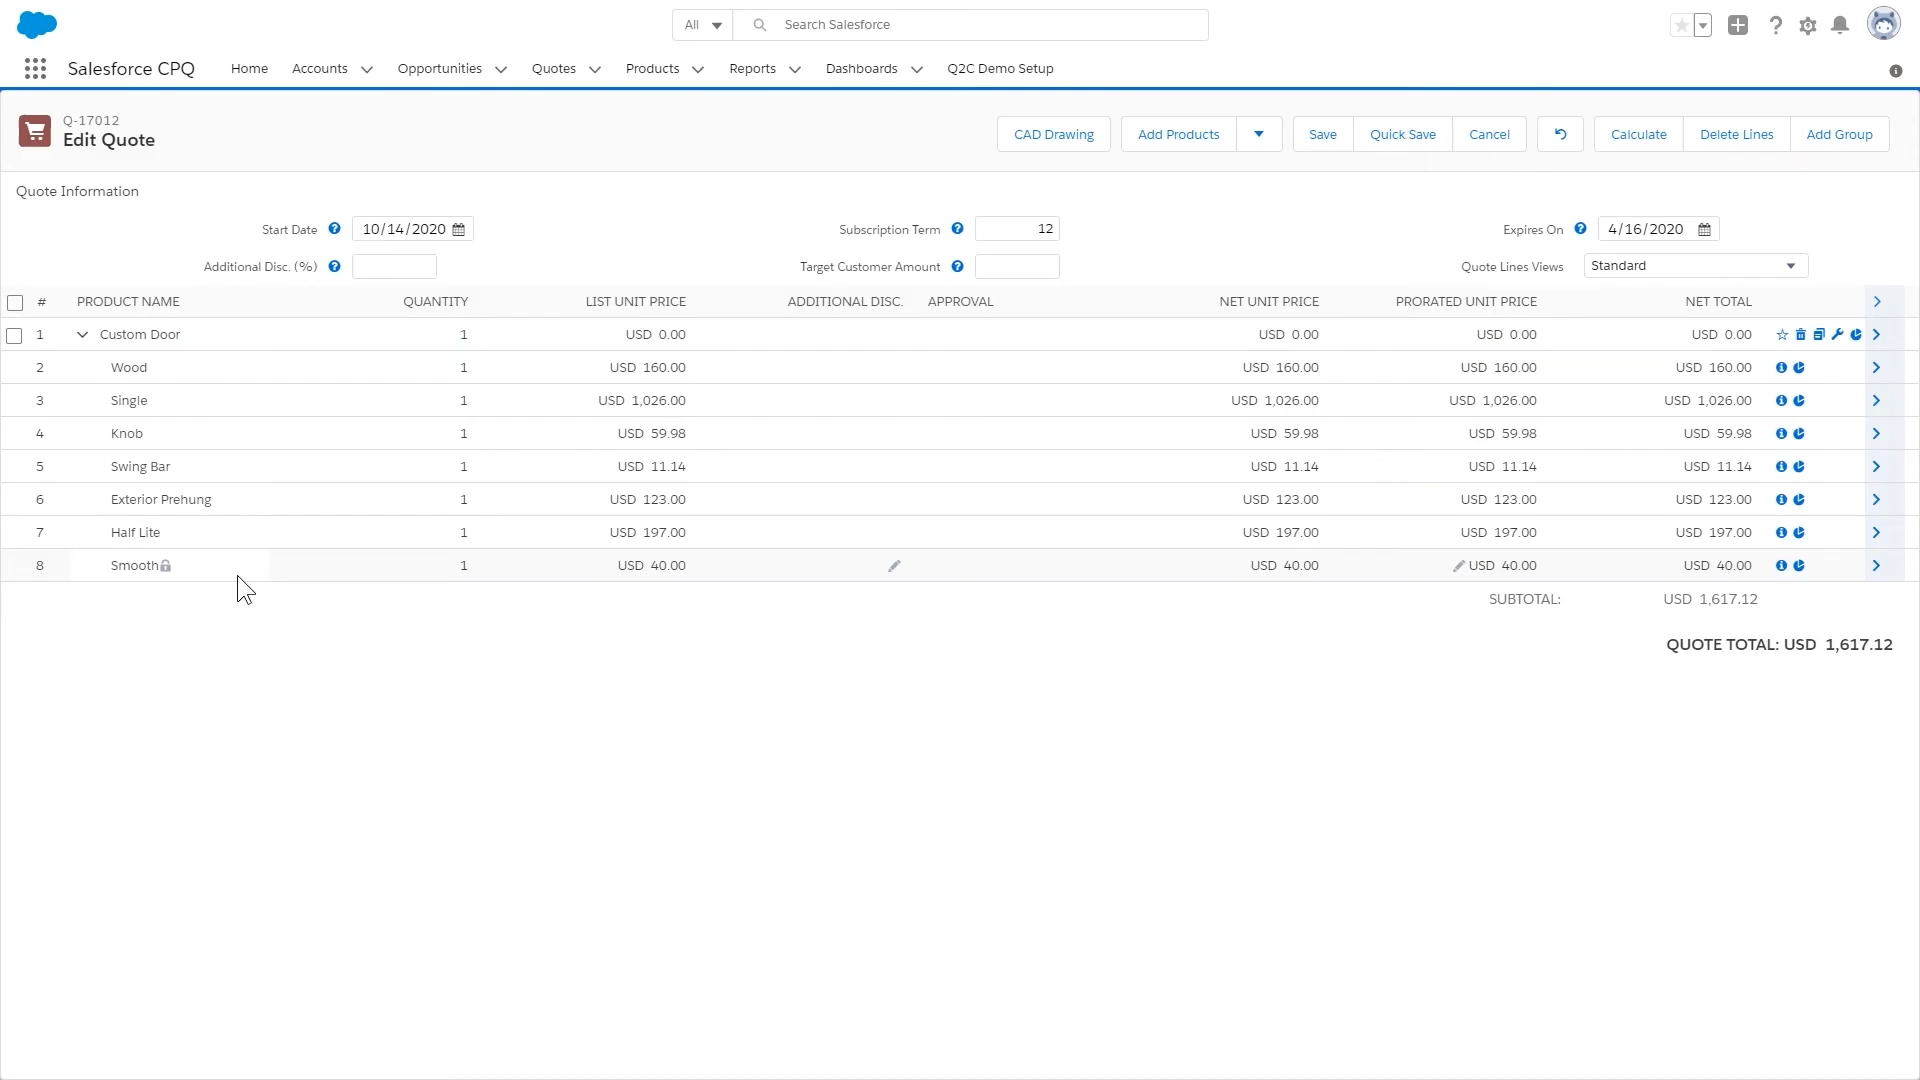 All Search Salesforce
Salesforce CPQ Home Accounts Opportunities Quotes Products Reports Dashboards Q2C Demo Setup
Q-17012
Edit Quote
CAD Drawing Add Products Save Quick Save Cancel Calculate Delete Lines Add Group
Quote Information
Start Date 10/14/2020 Subscription Term 12 Expires On 4/16/2020
Additional Disc. (%) Target Customer Amount Quote Lines Views Standard
# PRODUCT NAME QUANTITY LIST UNIT PRICE ADDITIONAL DISC. APPROVAL NET UNIT PRICE PRORATED UNIT PRICE NET TOTAL
1 Custom Door 1 USD 0.00 USD 0.00 USD 0.00 USD 0.00
2 Wood 1 USD 160.00 USD 160.00 USD 160.00 USD 160.00
3 Single 1 USD 1,026.00 USD 1,026.00 USD 1,026.00 USD 1,026.00
4 Knob 1 USD 59.98 USD 59.98 USD 59.98 USD 59.98
5 Swing Bar 1 USD 11.14 USD 11.14 USD 11.14 USD 11.14
6 Exterior Prehung 1 USD 123.00 USD 123.00 USD 123.00 USD 123.00
7 Half Lite 1 USD 197.00 USD 197.00 USD 197.00 USD 197.00
8 Smooth 1 USD 40.00 USD 40.00 USD 40.00 USD 40.00
SUBTOTAL: USD 1,617.12
QUOTE TOTAL: USD 1,617.12